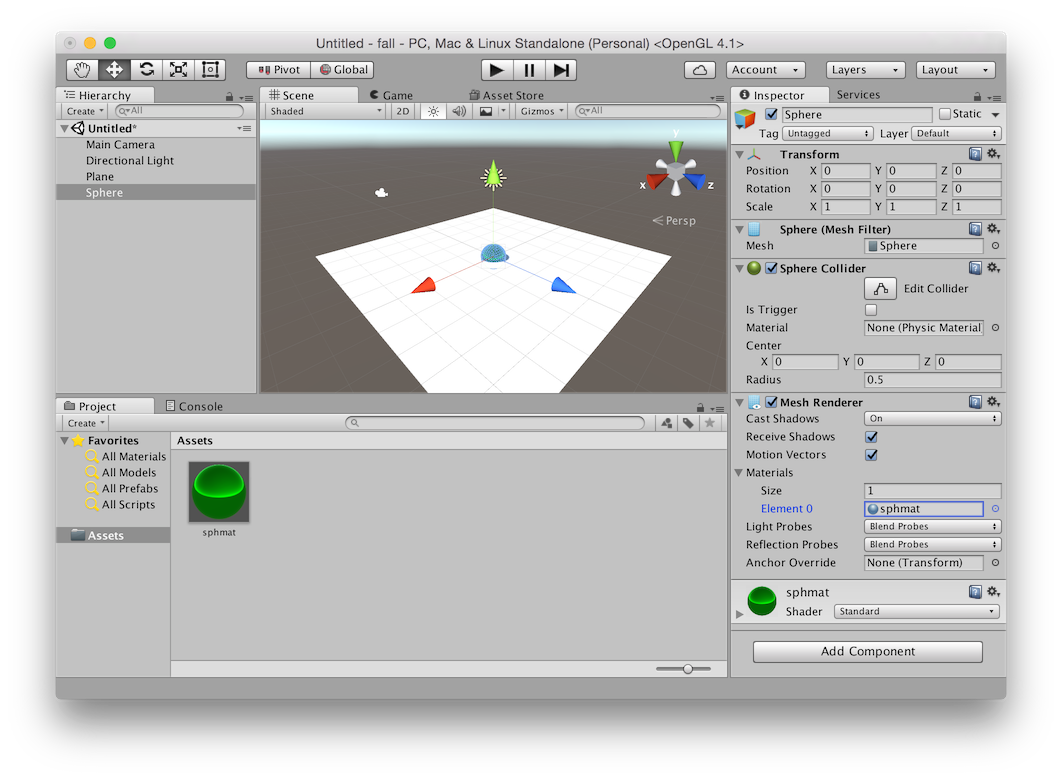 Untitled - fall - PC, Mac & Linux Standalone (Personal) <OpenGL 4.1>
Pivot Global Account Layers Layout
Hierarchy
Create All
Untitled*
Main Camera
Directional Light
Plane
Sphere
Scene Game Asset Store
Shaded 2D Gizmos All
y
x
z
Persp
Project Console
Create
Favorites
All Materials
All Models
All Prefabs
All Scripts
Assets
Assets
sphmat
Inspector Services
Sphere Static
Tag Untagged Layer Default
Transform
Position X 0 Y 0 Z 0
Rotation X 0 Y 0 Z 0
Scale X 1 Y 1 Z 1
Sphere (Mesh Filter)
Mesh Sphere
Sphere Collider
Edit Collider
Is Trigger
Material None (Physic Material
Center
X 0 Y 0 Z 0
Radius 0.5
Mesh Renderer
Cast Shadows On
Receive Shadows
Motion Vectors
Materials
Size 1
Element 0 sphmat
Light Probes Blend Probes
Reflection Probes Blend Probes
Anchor Override None (Transform)
sphmat
Shader Standard
Add Component